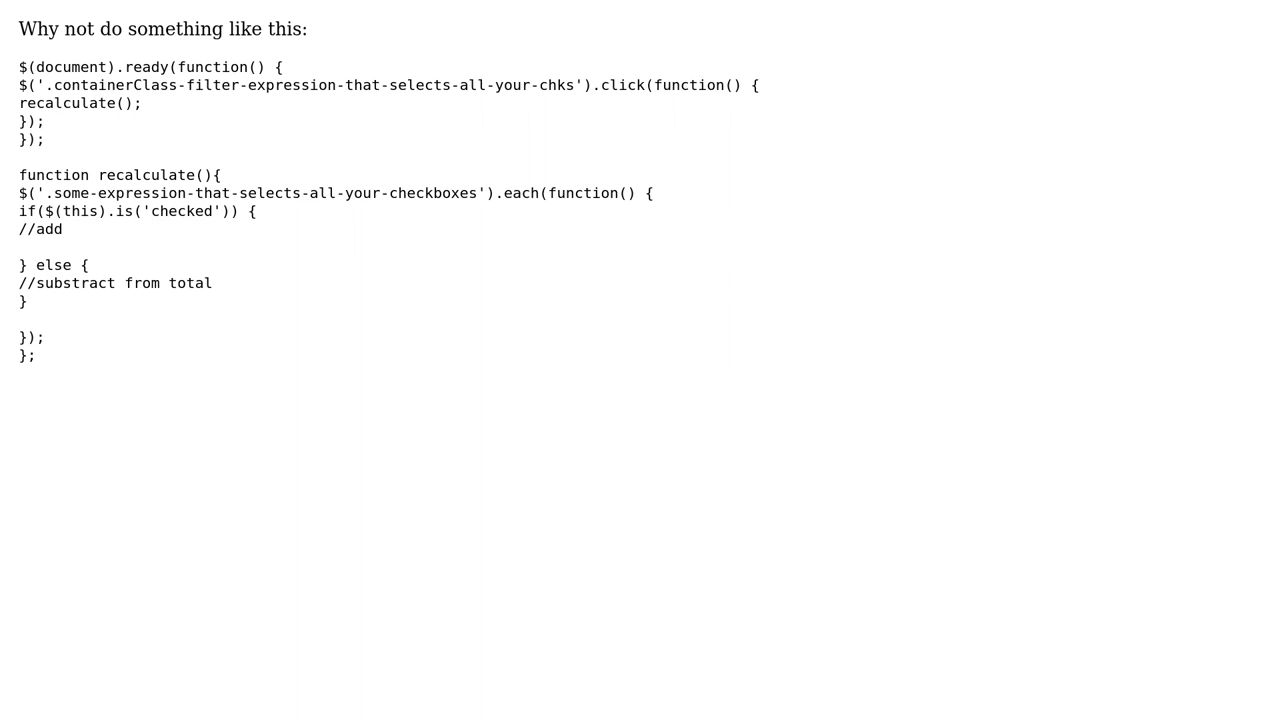 Why not do something like this:
$(document).ready(function() {
$('.containerClass-filter-expression-that-selects-all-your-chks').click(function() {
recalculate();
});
});
function recalculate(){
$('.some-expression-that-selects-all-your-checkboxes').each(function() {
if($(this).is('checked')) {
//add
} else {
//substract from total
}
});
};